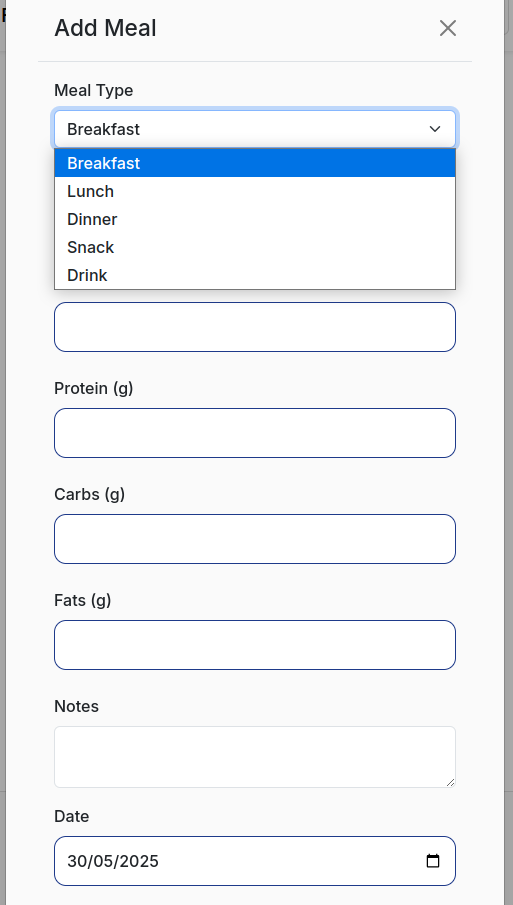 Add Meal
Meal Type
Breakfast
Breakfast
Lunch
Dinner
Snack
Drink
Protein (g)
Carbs (g)
Fats (g)
Notes
Date
30/05/2025